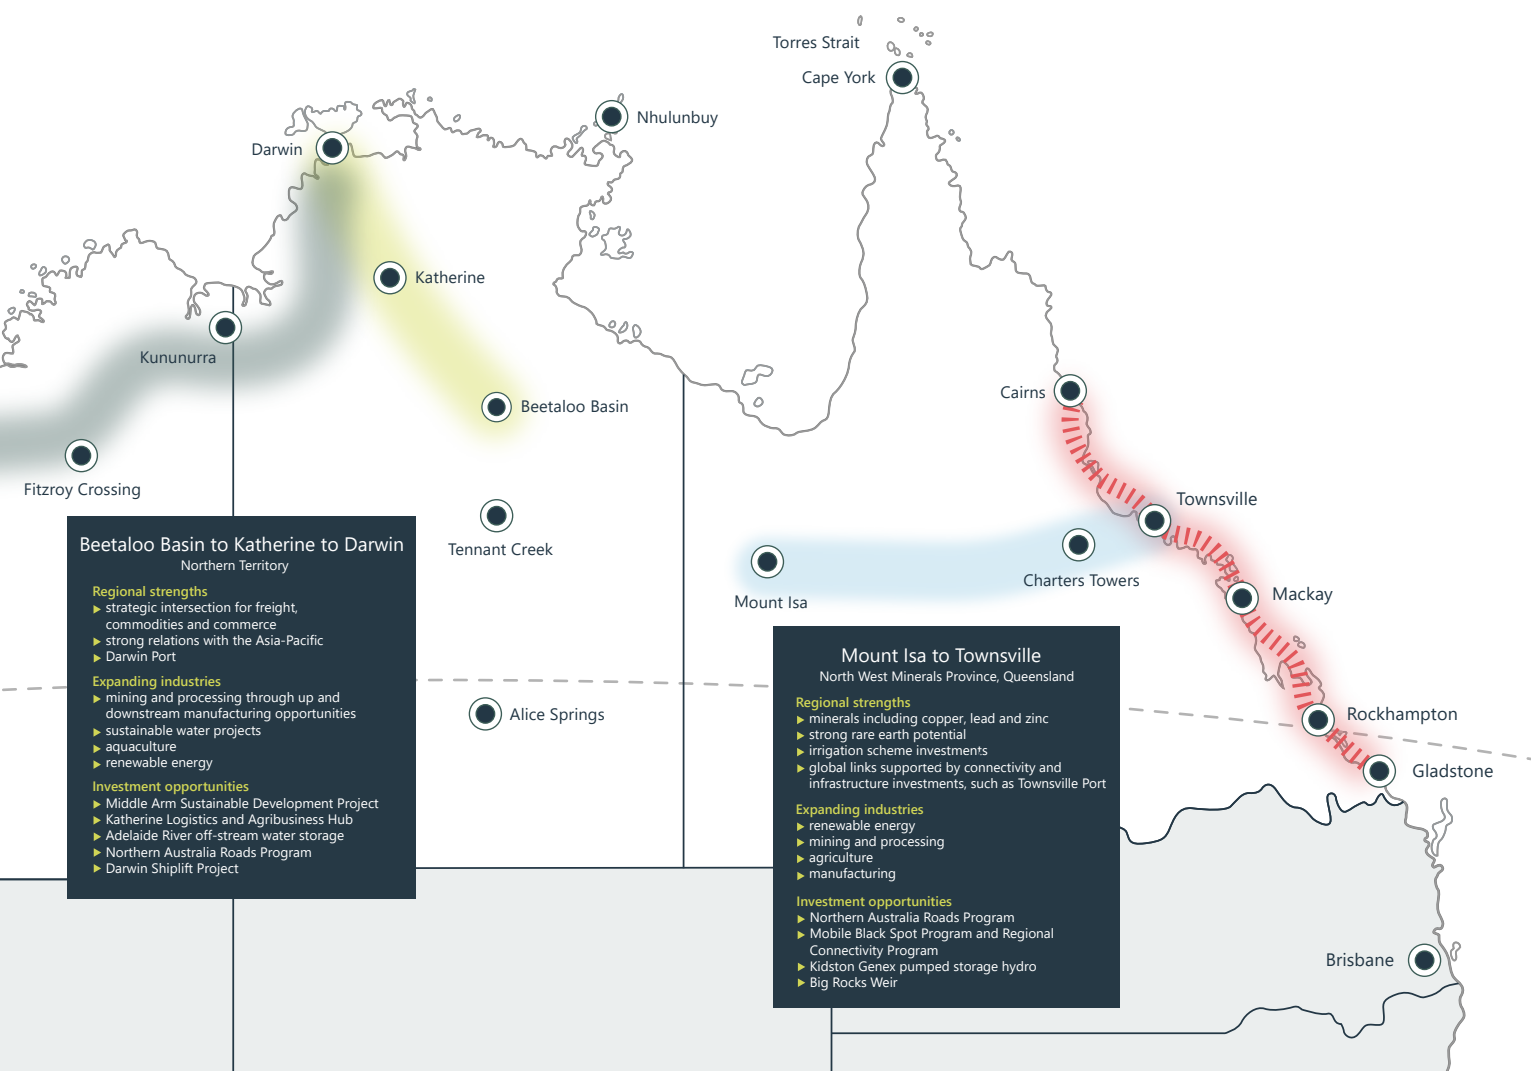 Torres Strait
Cape York
Nhulunbuy
Darwin
Katherine
Kununurra
Cairns
Beetaloo Basin
Fitzroy Crossing
Townsville
Tennant Creek
Charters Towers
Mount Isa
Mackay
Alice Springs
Rockhampton
Gladstone
Brisbane
Beetaloo Basin to Katherine to Darwin
Northern Territory
Regional strengths
strategic intersection for freight,
commodities and commerce
strong relations with the Asia-Pacific
Darwin Port
Expanding industries
mining and processing through up and
downstream manufacturing opportunities
sustainable water projects
aquaculture
renewable energy
Investment opportunities
Middle Arm Sustainable Development Project
Katherine Logistics and Agribusiness Hub
Adelaide River off-stream water storage
Northern Australia Roads Program
Darwin Shiplift Project
Mount Isa to Townsville
North West Minerals Province, Queensland
Regional strengths
minerals including copper, lead and zinc
strong rare earth potential
irrigation scheme investments
global links supported by connectivity and
infrastructure investments, such as Townsville Port
Expanding industries
renewable energy
mining and processing
agriculture
manufacturing
Investment opportunities
Northern Australia Roads Program
Mobile Black Spot Program and Regional
Connectivity Program
Kidston Genex pumped storage hydro
Big Rocks Weir